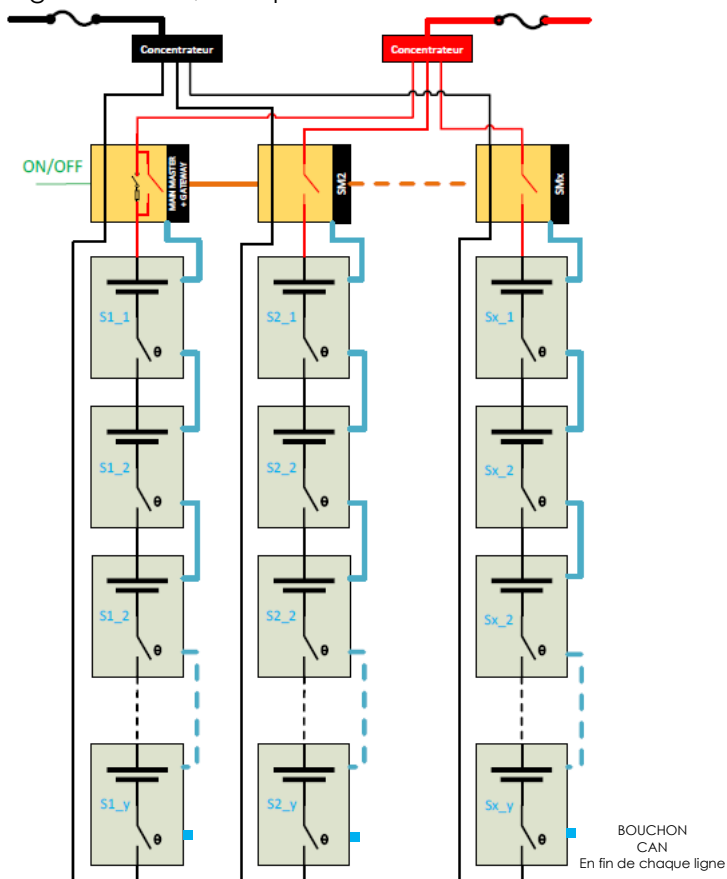 Concentrateur
Concentrateur
ON/OFF
MAIN MASTER
+ GATEWAY
SM2
SMx
S1_1
θ
S2_1
θ
Sx_1
θ
S1_2
θ
S2_2
θ
Sx_2
θ
S1_2
θ
S2_2
θ
Sx_2
θ
S1_y
θ
S2_y
θ
Sx_y
θ
BOUCHON
CAN
En fin de chaque ligne